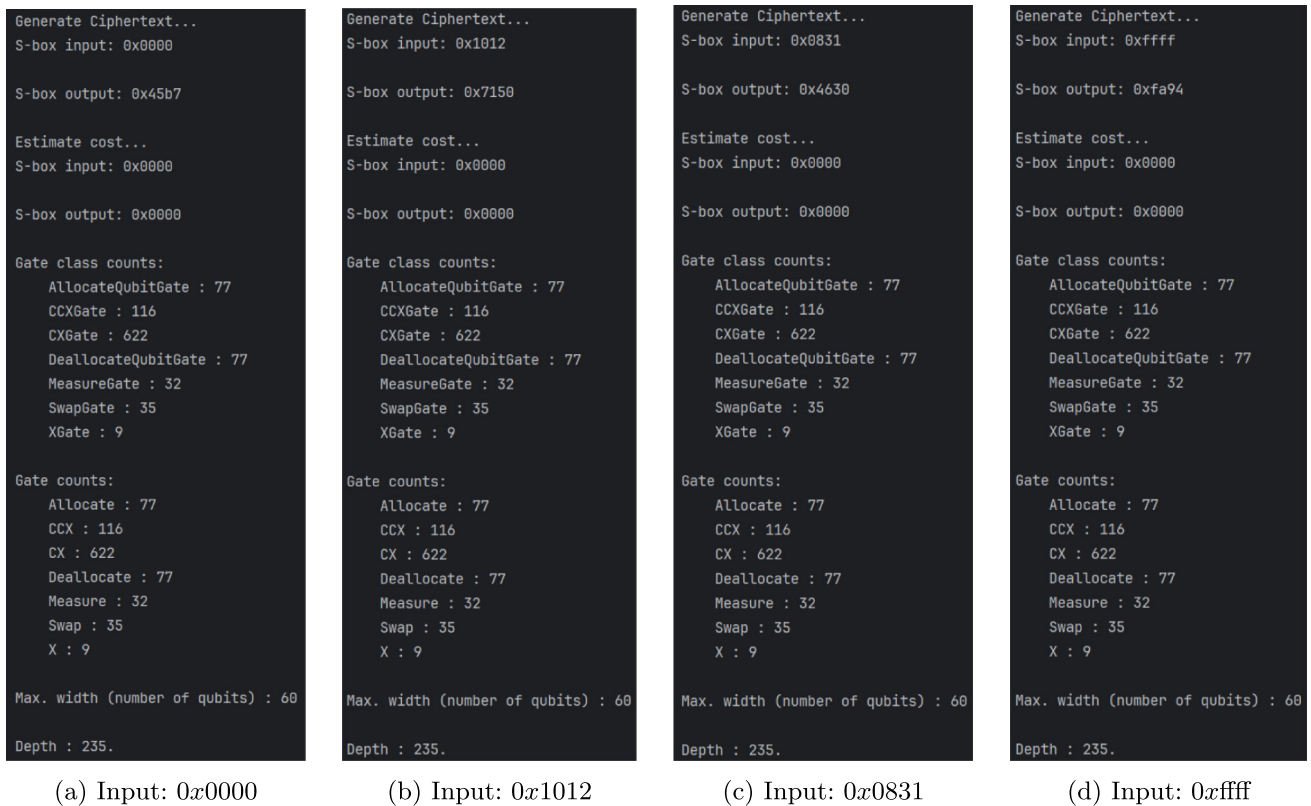 Generate Ciphertext...
S-box input: 0x0000
S-box output: 0x45b7
Estimate cost...
S-box input: 0x0000
S-box output: 0x0000
Gate class counts:
AllocateQubitGate : 77
CCXGate : 116
CXGate : 622
DeallocateQubitGate : 77
MeasureGate : 32
SwapGate : 35
XGate : 9
Gate counts:
Allocate : 77
CCX : 116
CX : 622
Deallocate : 77
Measure : 32
Swap : 35
X : 9
Max. width (number of qubits) : 60
Depth : 235.
(a) Input: 0x0000
Generate Ciphertext...
S-box input: 0x1012
S-box output: 0x7150
Estimate cost...
S-box input: 0x0000
S-box output: 0x0000
Gate class counts:
AllocateQubitGate : 77
CCXGate : 116
CXGate : 622
DeallocateQubitGate : 77
MeasureGate : 32
SwapGate : 35
XGate : 9
Gate counts:
Allocate : 77
CCX : 116
CX : 622
Deallocate : 77
Measure : 32
Swap : 35
X : 9
Max. width (number of qubits) : 60
Depth : 235.
(b) Input: 0x1012
Generate Ciphertext...
S-box input: 0x0831
S-box output: 0x4630
Estimate cost...
S-box input: 0x0000
S-box output: 0x0000
Gate class counts:
AllocateQubitGate : 77
CCXGate : 116
CXGate : 622
DeallocateQubitGate : 77
MeasureGate : 32
SwapGate : 35
XGate : 9
Gate counts:
Allocate : 77
CCX : 116
CX : 622
Deallocate : 77
Measure : 32
Swap : 35
X : 9
Max. width (number of qubits) : 60
Depth : 235.
(c) Input: 0x0831
Generate Ciphertext...
S-box input: 0xffff
S-box output: 0xfa94
Estimate cost...
S-box input: 0x0000
S-box output: 0x0000
Gate class counts:
AllocateQubitGate : 77
CCXGate : 116
CXGate : 622
DeallocateQubitGate : 77
MeasureGate : 32
SwapGate : 35
XGate : 9
Gate counts:
Allocate : 77
CCX : 116
CX : 622
Deallocate : 77
Measure : 32
Swap : 35
X : 9
Max. width (number of qubits) : 60
Depth : 235.
(d) Input: 0xffff